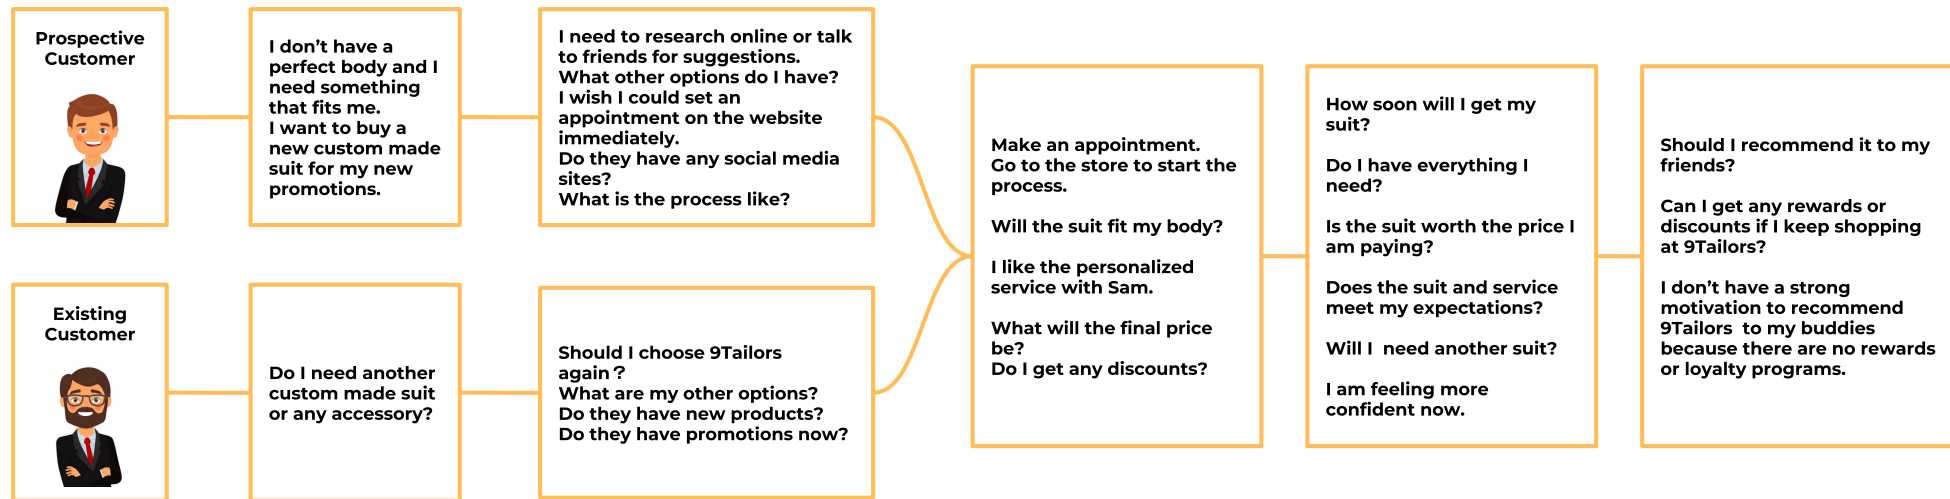 Prospective
Customer
I don't have a
perfect body and I
need something
that fits me.
I want to buy a
new custom made
suit for my new
promotions.
I need to research online or talk
to friends for suggestions.
What other options do I have?
I wish I could set an
appointment on the website
immediately.
Do they have any social media
sites?
What is the process like?
Existing
Customer
Do I need another
custom made suit
or any accessory?
Should I choose 9Tailors
again？
What are my other options?
Do they have new products?
Do they have promotions now?
Make an appointment.
Go to the store to start the
process.
Will the suit fit my body?
I like the personalized
service with Sam.
What will the final price
be?
Do I get any discounts?
How soon will I get my
suit?
Do I have everything I
need?
Is the suit worth the price I
am paying?
Does the suit and service
meet my expectations?
Will I  need another suit?
I am feeling more
confident now.
Should I recommend it to my
friends?
Can I get any rewards or
discounts if I keep shopping
at 9Tailors?
I don't have a strong
motivation to recommend
9Tailors  to my buddies
because there are no rewards
or loyalty programs.